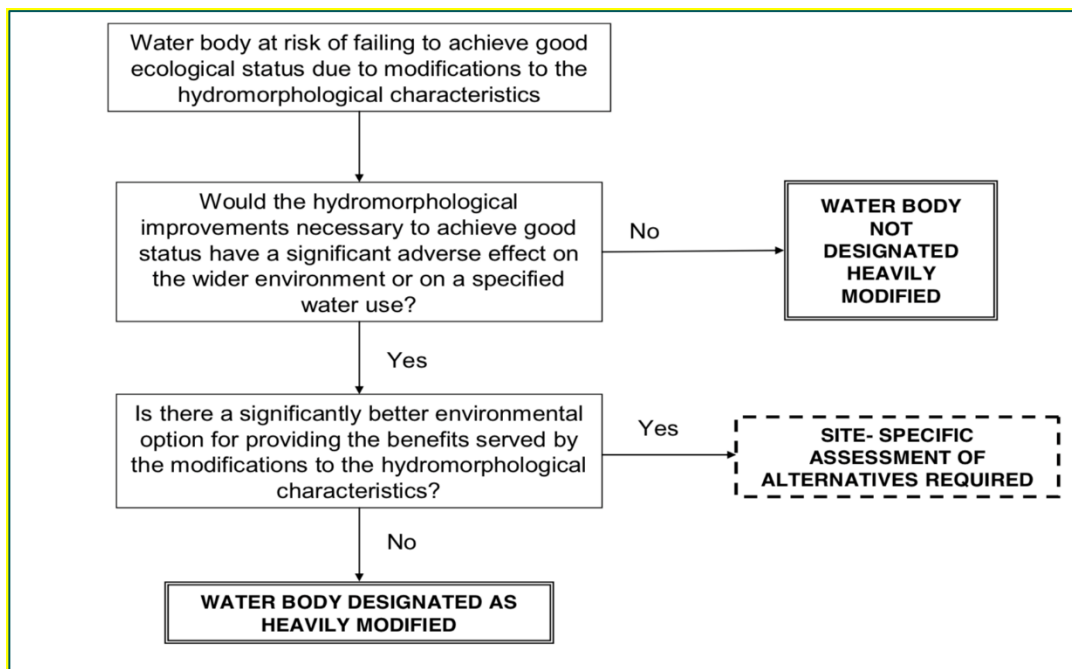 Water body at risk of failing to achieve good
ecological status due to modifications to the
hydromorphological characteristics
Would the hydromorphological
improvements necessary to achieve good
status have a significant adverse effect on
the wider environment or on a specified
water use?
No
WATER BODY
NOT
DESIGNATED
HEAVILY
MODIFIED
Yes
Is there a significantly better environmental
option for providing the benefits served by
the modifications to the hydromorphological
characteristics?
Yes
SITE- SPECIFIC
ASSESSMENT OF
ALTERNATIVES REQUIRED
No
WATER BODY DESIGNATED AS
HEAVILY MODIFIED